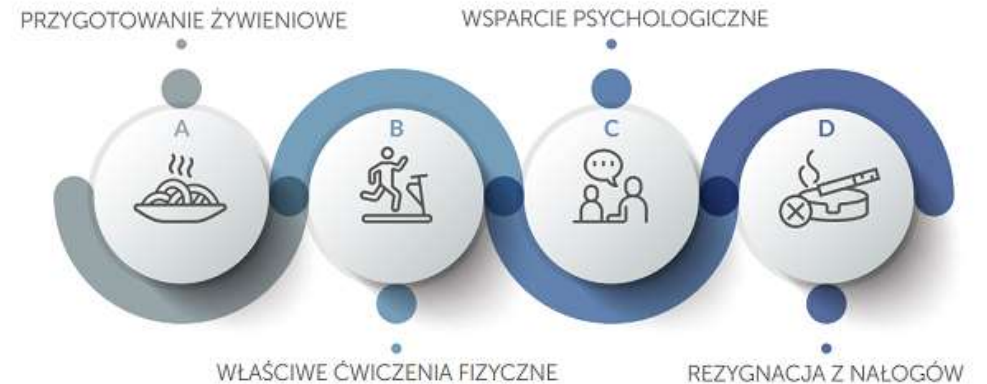 PRZYGOTOWANIE ŻYWIENIOWE
WSPARCIE PSYCHOLOGICZNE
A
B
C
D
WŁAŚCIWE ĆWICZENIA FIZYCZNE
REZYGNACJA Z NAŁOGÓW